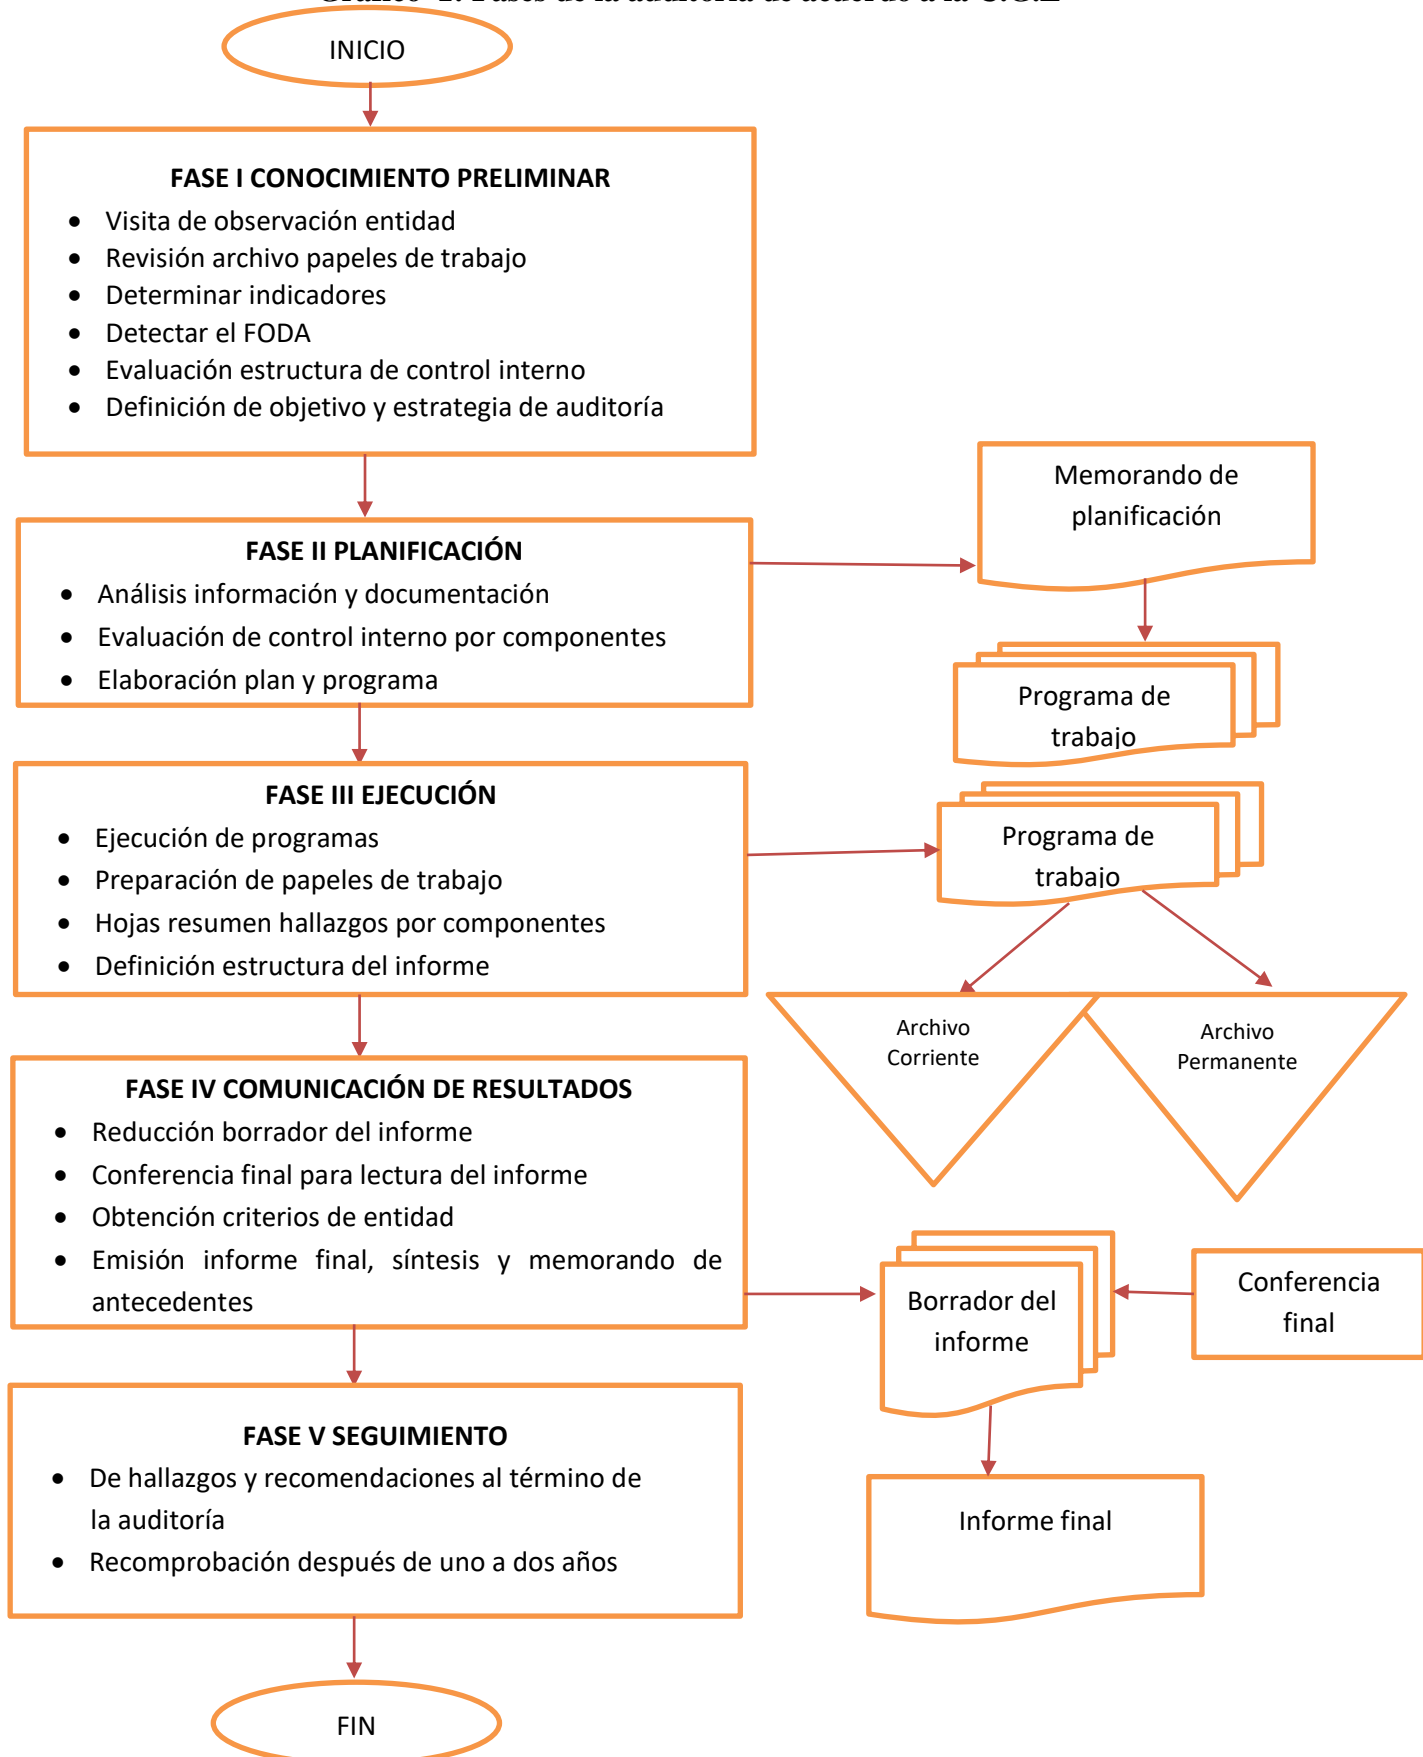 INICIO
FASE I CONOCIMIENTO PRELIMINAR
• Visita de observación entidad
• Revisión archivo papeles de trabajo
• Determinar indicadores
• Detectar el FODA
• Evaluación estructura de control interno
• Definición de objetivo y estrategia de auditoría
Memorando de
planificación
FASE II PLANIFICACIÓN
• Análisis información y documentación
• Evaluación de control interno por componentes
• Elaboración plan y programa
Programa de
trabajo
FASE III EJECUCIÓN
• Ejecución de programas
• Preparación de papeles de trabajo
• Hojas resumen hallazgos por componentes
• Definición estructura del informe
Programa de
trabajo
Archivo
Corriente
Archivo
Permanente
FASE IV COMUNICACIÓN DE RESULTADOS
• Reducción borrador del informe
• Conferencia final para lectura del informe
• Obtención criterios de entidad
• Emisión informe final, síntesis y memorando de
antecedentes
Borrador del
informe
Conferencia
final
FASE V SEGUIMIENTO
• De hallazgos y recomendaciones al término de
la auditoría
• Recomprobación después de uno a dos años
Informe final
FIN